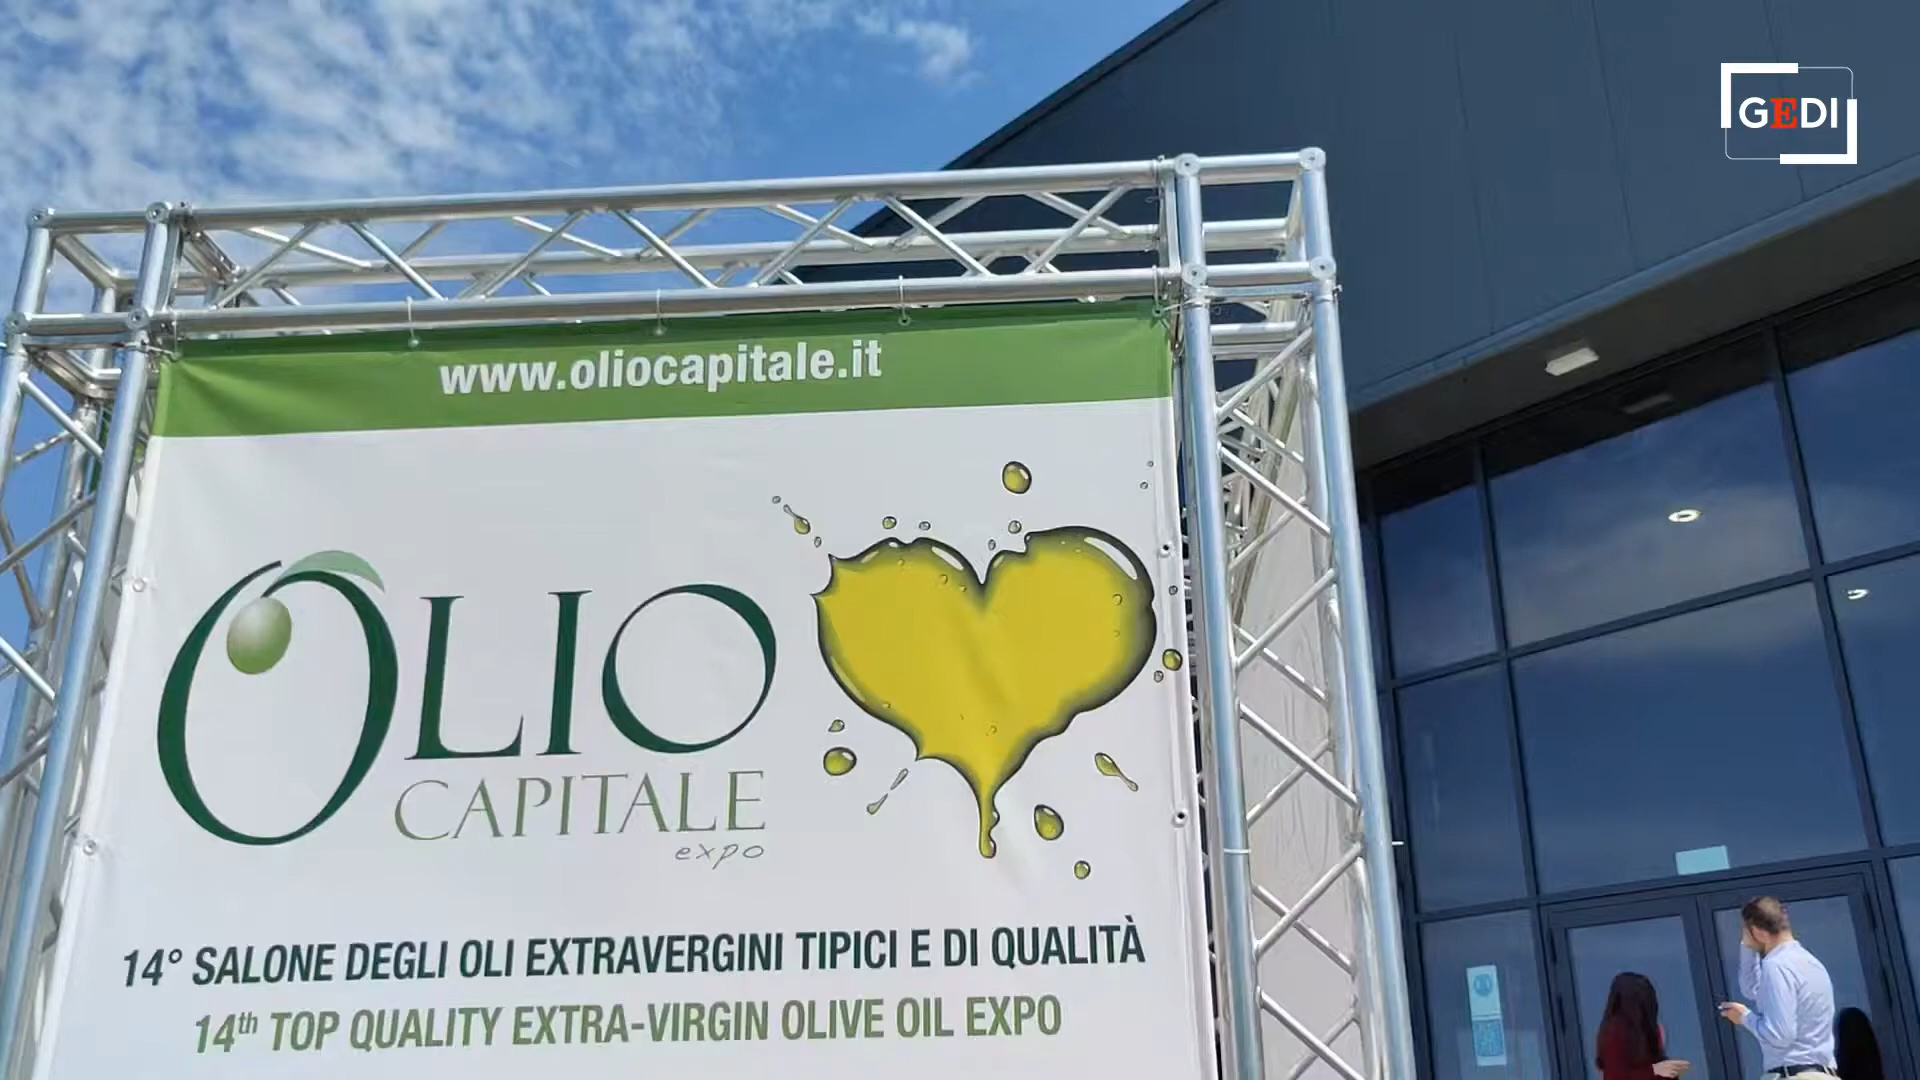 GEDI
www.oliocapitale.it
OLIO
CAPITALE
expo
14° SALONE DEGLI OLI EXTRAVERGINI TIPICI E DI QUALITÀ
14th TOP QUALITY EXTRA-VIRGIN OLIVE OIL EXPO